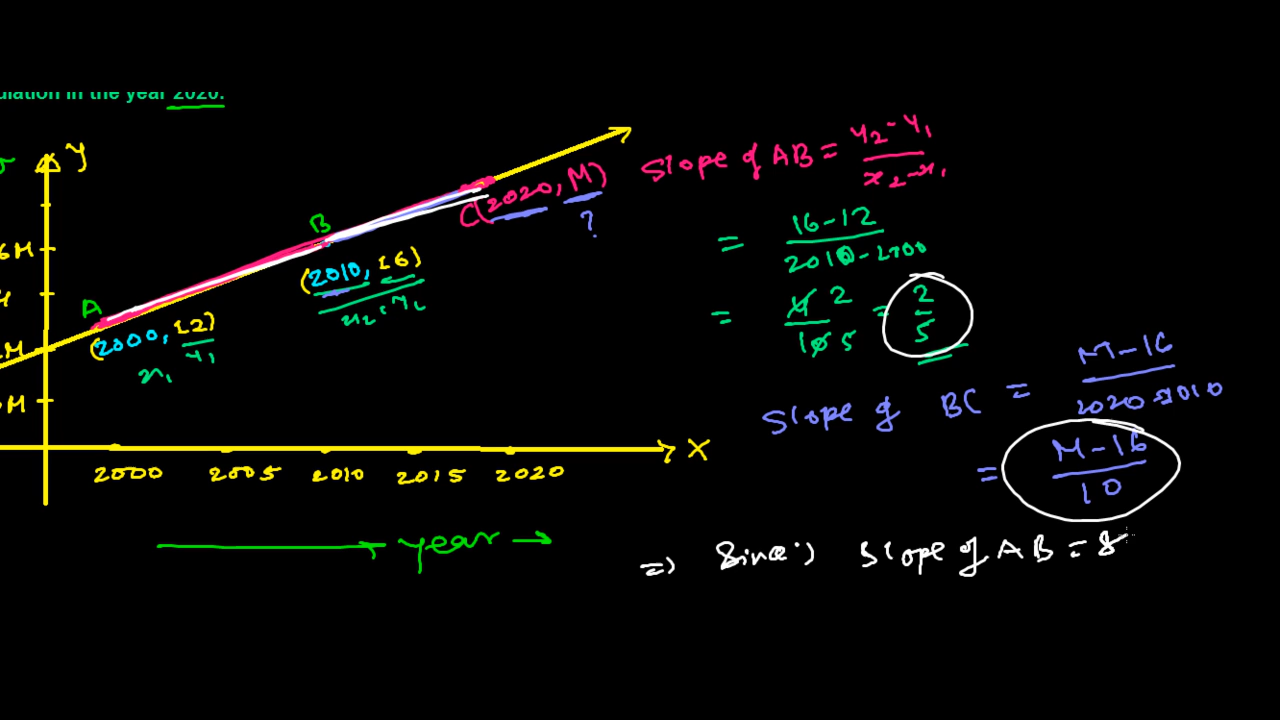 ulation in the year 2020.
Y
Slope of AB = y2-y1
x2-x1
C(2020, M)
?
B
6M
(2010, 16)
x2, y2
= 16-12
2010-2000
A
(2000, 12)
x1 y1
= 4 2 = 2
10 5 5
M
M
Slope of BC = M-16
2020-2010
= M-16
10
X
2000 2005 2010 2015 2020
year
=> Since Slope of AB = S